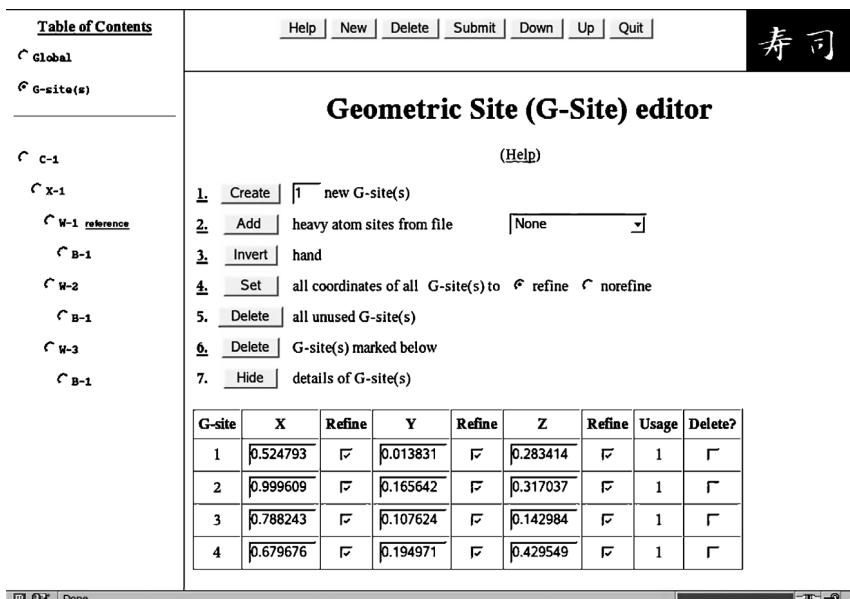 Table of Contents
Global
G-site(s)
C-1
X-1
W-1 reference
B-1
W-2
B-1
W-3
B-1
Help New Delete Submit Down Up Quit
寿司
Geometric Site (G-Site) editor
(Help)
1. Create 1 new G-site(s)
2. Add heavy atom sites from file None
3. Invert hand
4. Set all coordinates of all G-site(s) to refine norefine
5. Delete all unused G-site(s)
6. Delete G-site(s) marked below
7. Hide details of G-site(s)
G-site X Refine Y Refine Z Refine Usage Delete?
1 0.524793 0.013831 0.283414 1
2 0.999609 0.165642 0.317037 1
3 0.788243 0.107624 0.142984 1
4 0.679676 0.194971 0.429549 1
Done